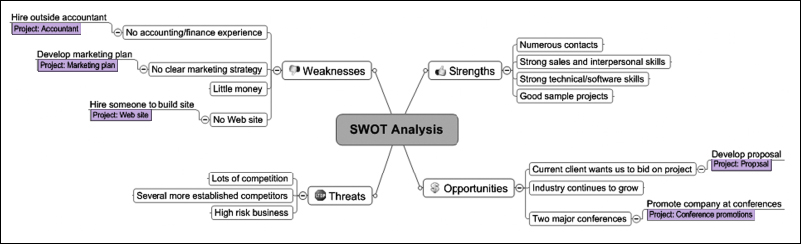 Hire outside accountant
Project: Accountant
No accounting/finance experience
Develop marketing plan
Project: Marketing plan
No clear marketing strategy
Little money
Hire someone to build site
Project: Web site
No Web site
Weaknesses
Strengths
Numerous contacts
Strong sales and interpersonal skills
Strong technical/software skills
Good sample projects
SWOT Analysis
Lots of competition
Several more established competitors
High risk business
Threats
Opportunities
Current client wants us to bid on project
Develop proposal
Project: Proposal
Industry continues to grow
Two major conferences
Promote company at conferences
Project: Conference promotions